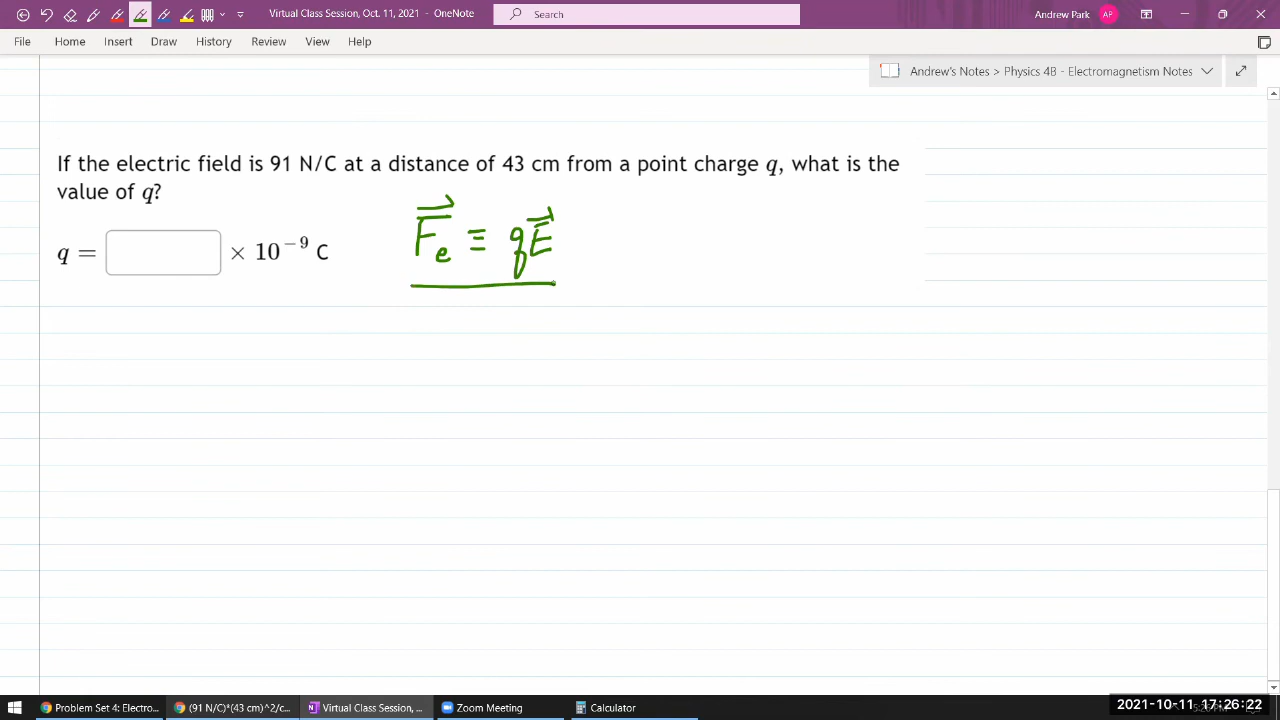 Virtual Class Session, Oct. 11, 2021 - OneNote
Search
Andrew Park
AP
File Home Insert Draw History Review View Help
Andrew's Notes > Physics 4B - Electromagnetism Notes
If the electric field is 91 N/C at a distance of 43 cm from a point charge q, what is the
value of q?
q = × 10⁻⁹ C
F⃗e ≡ qE⃗
Problem Set 4: Electro...
(91 N/C)*(43 cm)^2/c...
Virtual Class Session, ...
Zoom Meeting
Calculator
2021-10-11 17:26:22